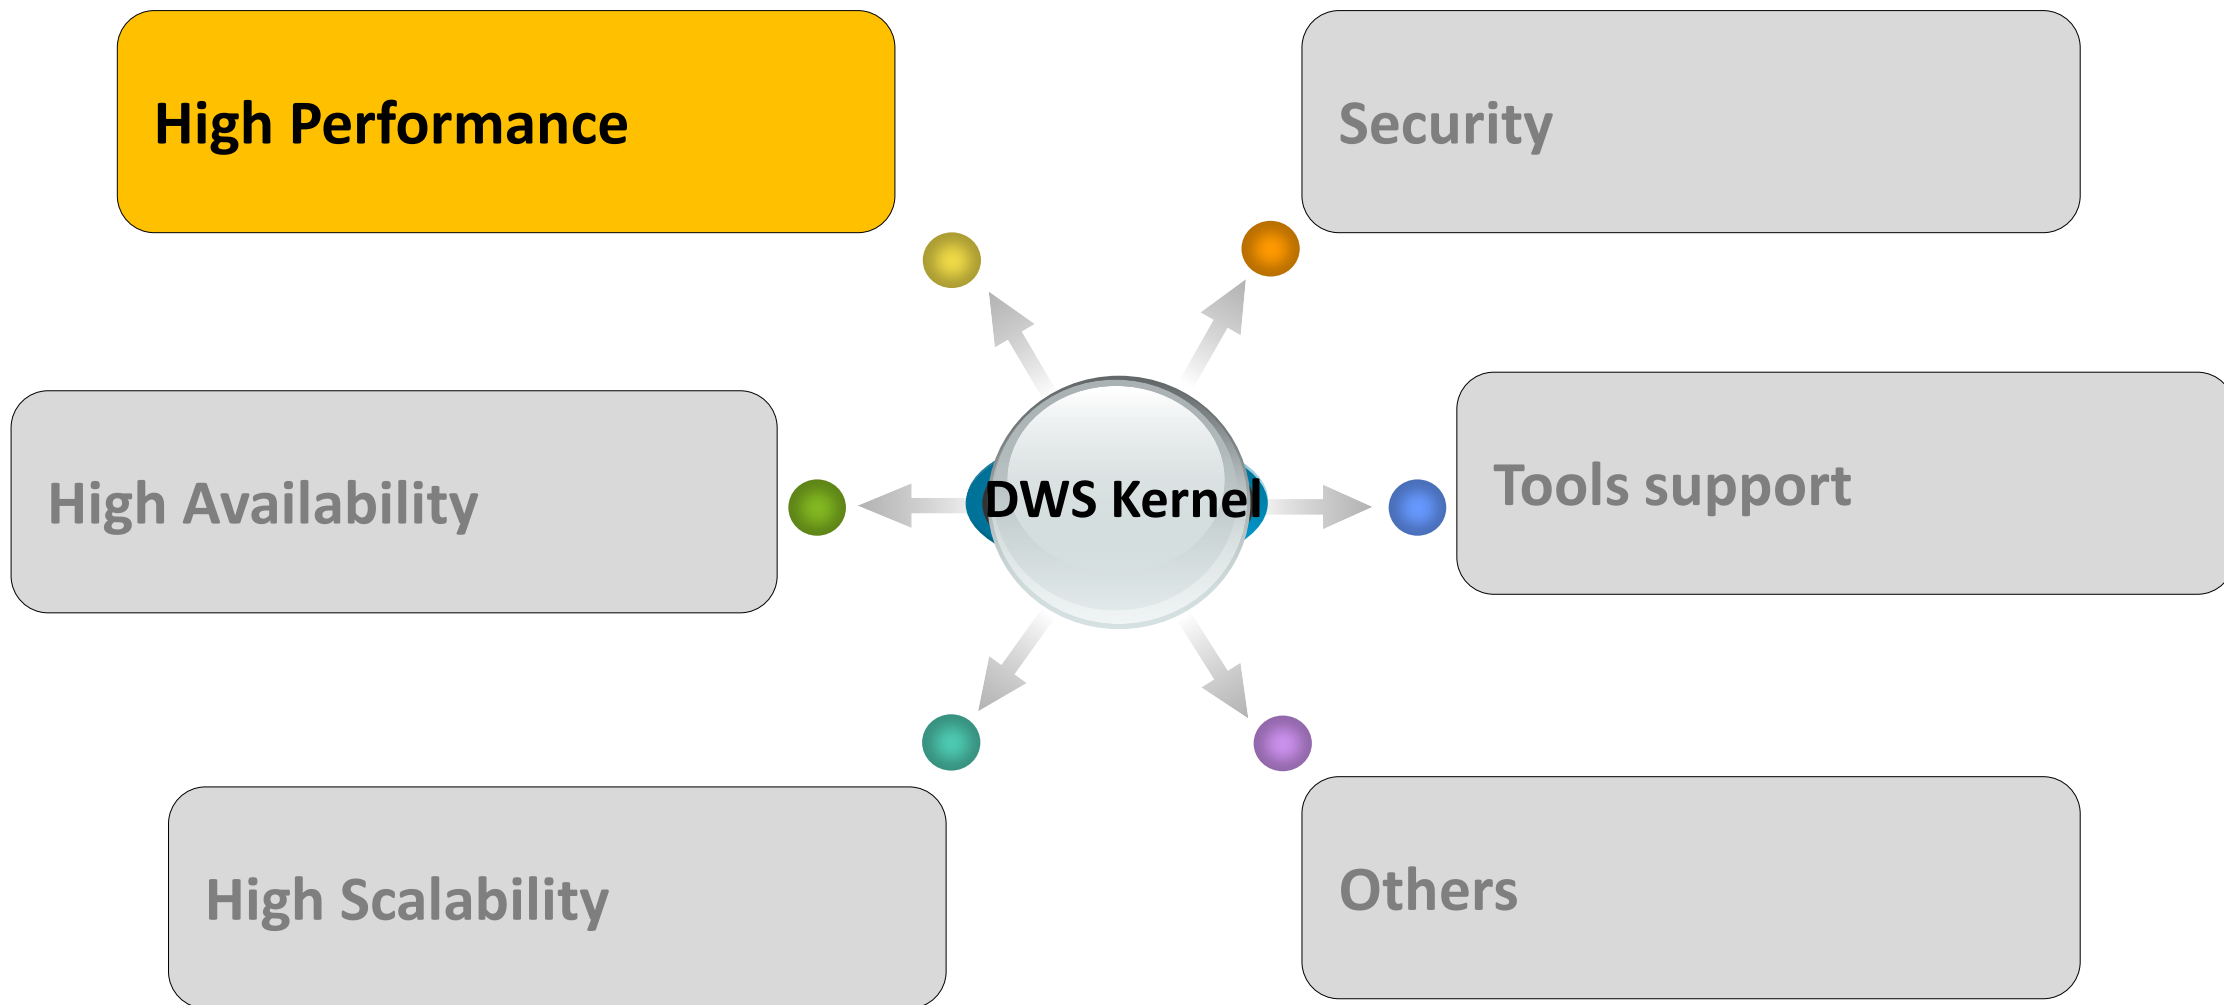 High Performance
Security
High Availability
DWS Kernel
Tools support
High Scalability
Others